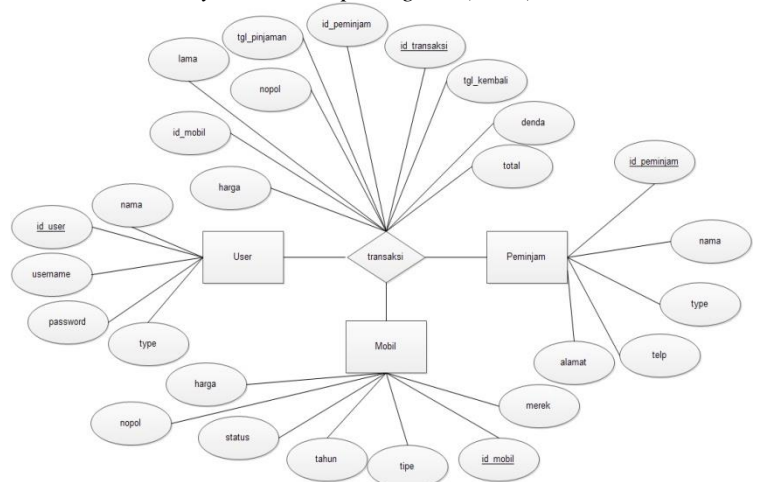 id_peminjam
tgl_pinjaman
id_transaksi
lama
tgl_kembali
nopol
denda
id_mobil
total
id_peminjam
harga
nama
id_user
nama
User
transaksi
Peminjam
username
type
password
type
telp
Mobil
alamat
harga
merek
nopol
status
tahun
tipe
id_mobil